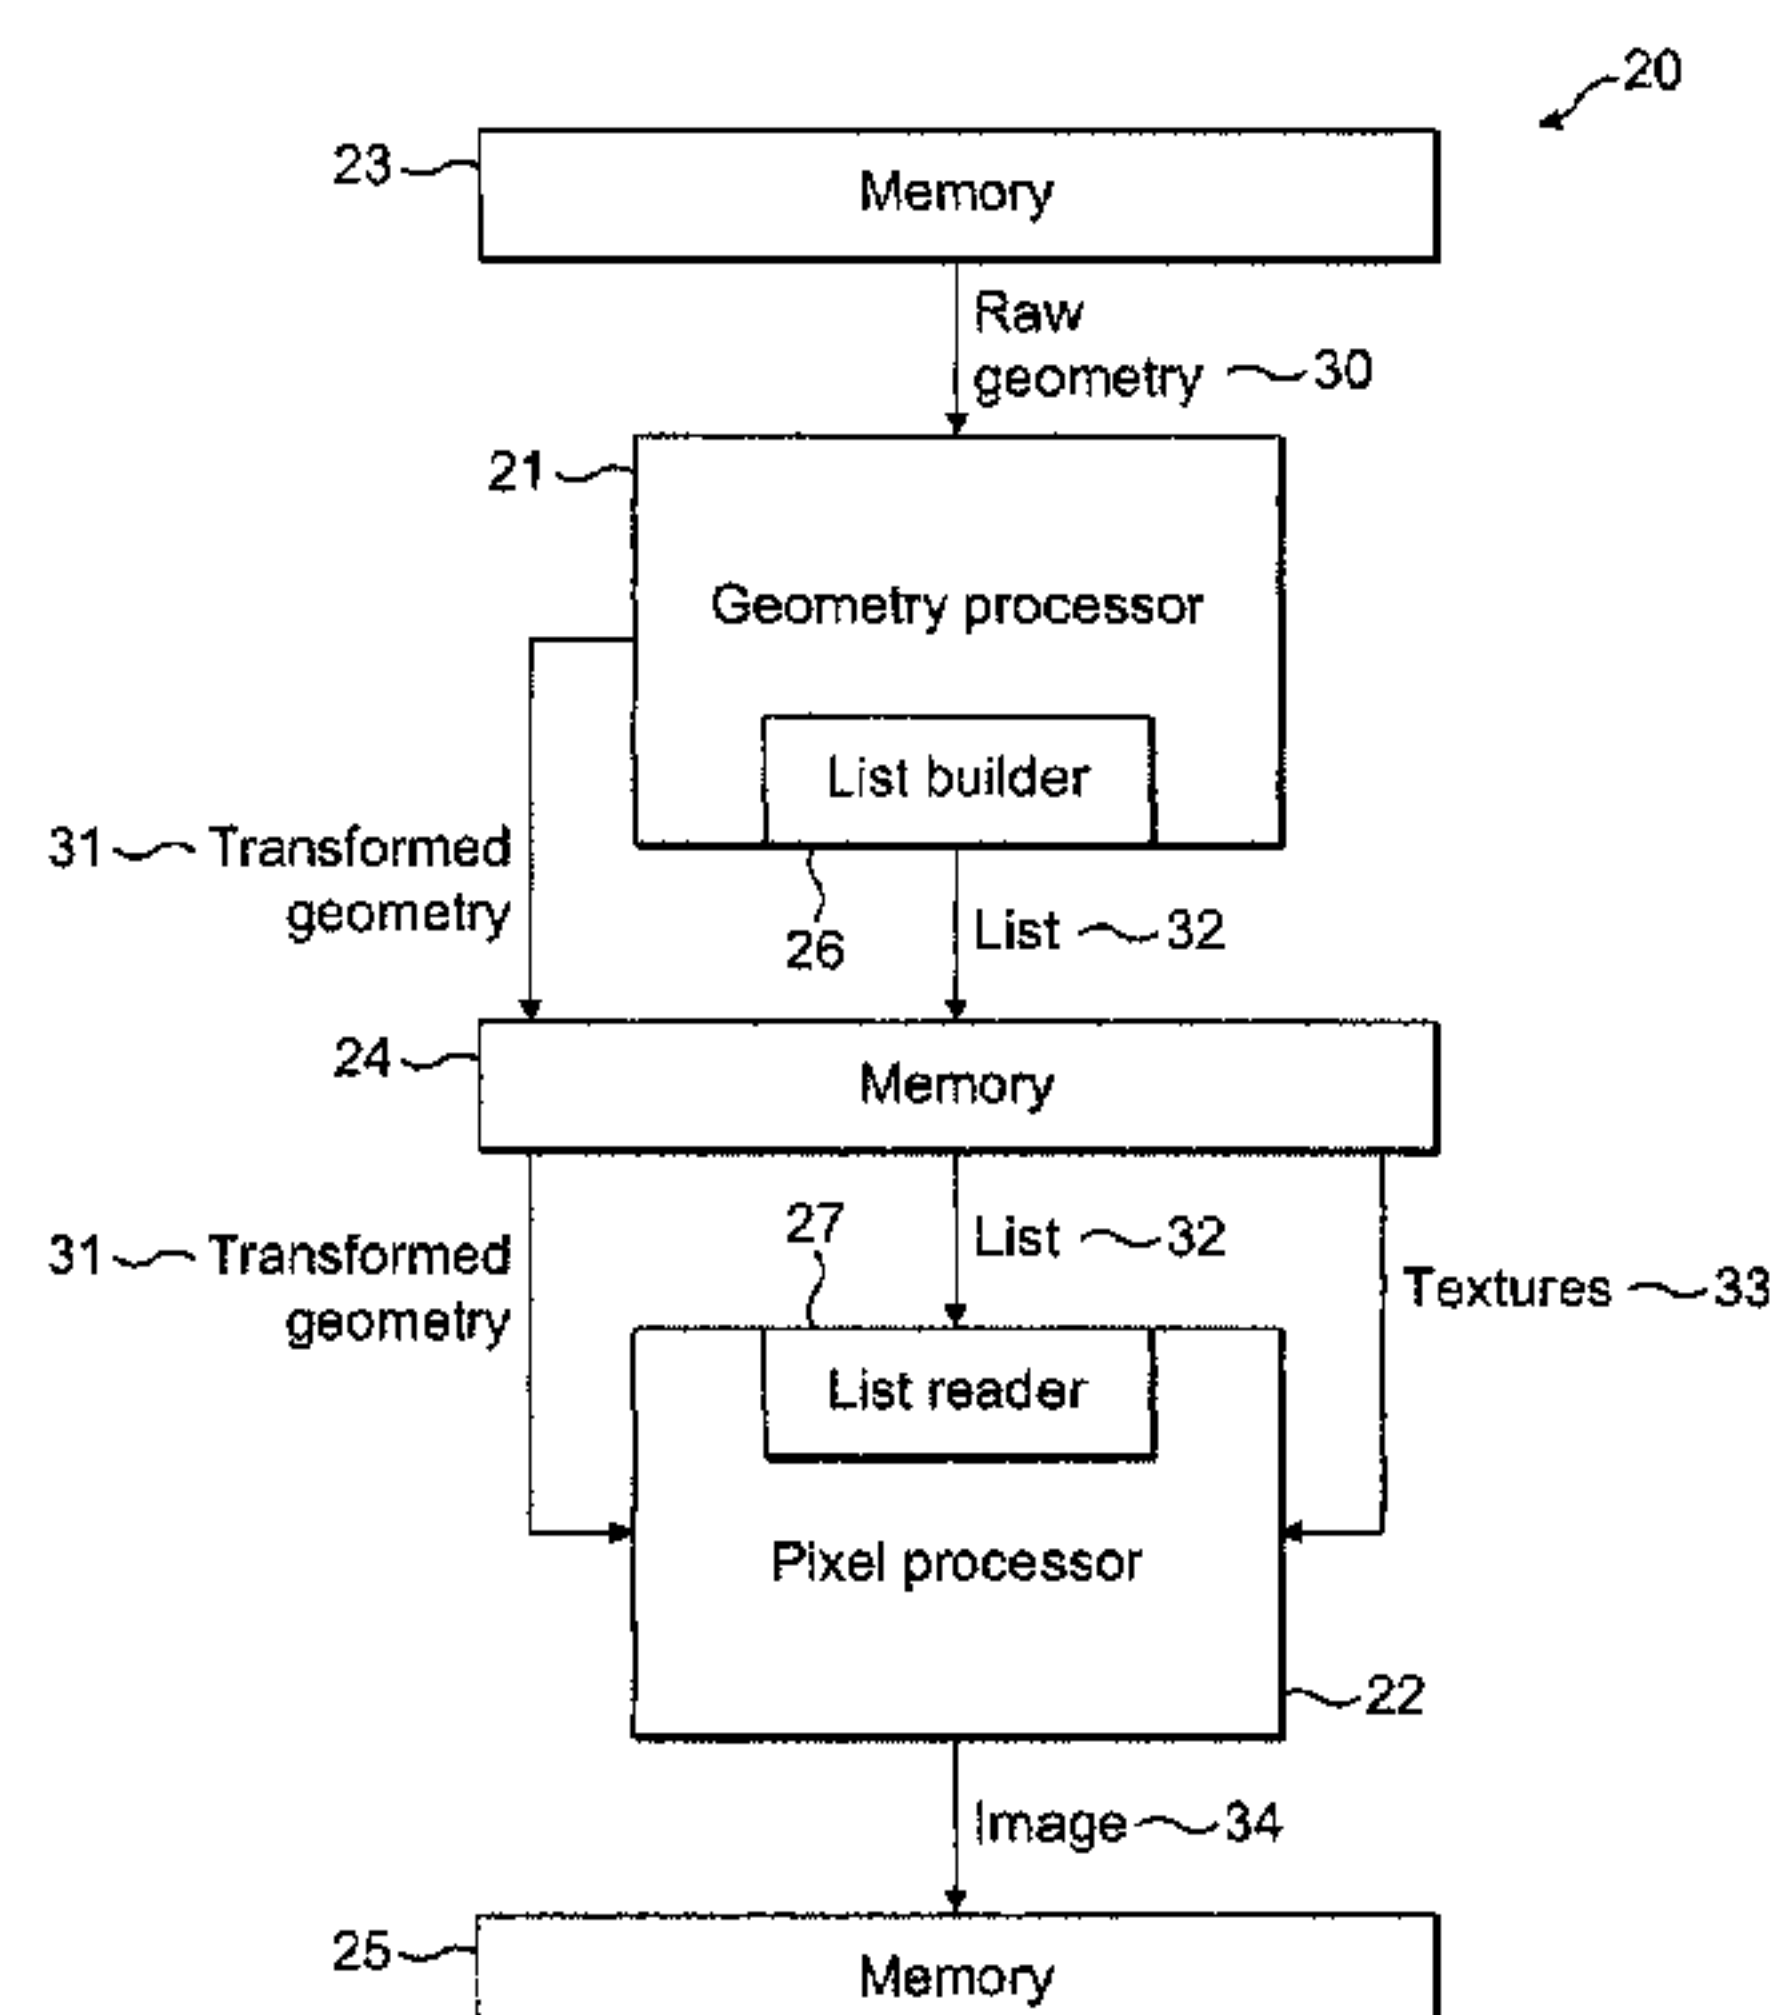 20
23
Memory
Raw
geometry 30
21
Geometry processor
List builder
31 Transformed
geometry
26
List 32
24
Memory
27
List 32
31 Transformed
geometry
Textures 33
List reader
Pixel processor
22
Image 34
25
Memory